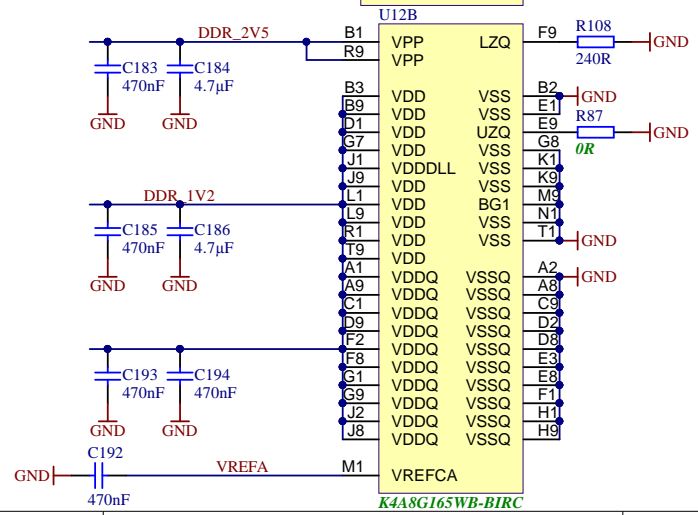 U12B
DDR_2V5
B1 VPP LZQ F9 R108 GND
R9 VPP 240R
C183 C184
470nF 4.7µF
GND GND
B3 VDD VSS B2 GND
B9 VDD VSS E1 R87
D1 VDD UZQ E9 GND
G7 VDD VSS G8 0R
J1 VDDDLL VSS K1
J9 VDD VSS K9
DDR_1V2 L1 VDD BG1 M9
L9 VDD VSS N1
R1 VDD VSS T1 GND
C185 C186
470nF 4.7µF
GND GND
T9 VDD
A1 VDDQ VSSQ A2 GND
A9 VDDQ VSSQ A8
C1 VDDQ VSSQ C9
D9 VDDQ VSSQ D2
F2 VDDQ VSSQ D8
F8 VDDQ VSSQ E3
G1 VDDQ VSSQ E8
G9 VDDQ VSSQ F1
J2 VDDQ VSSQ H1
J8 VDDQ VSSQ H9
C193 C194
470nF 470nF
GND GND
C192
GND VREFA M1 VREFCA
470nF
K4A8G165WB-BIRC